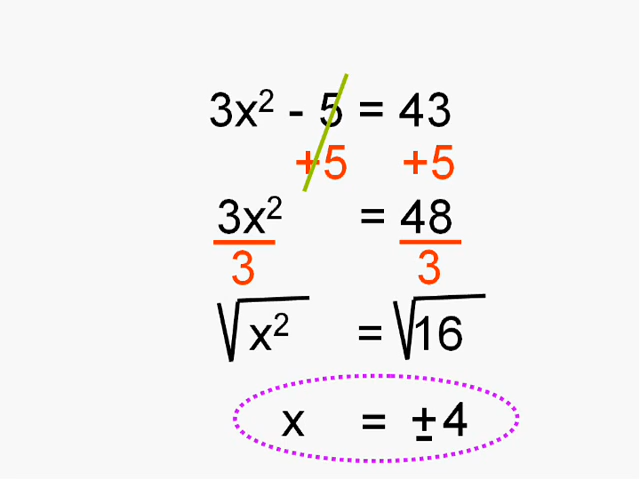 3x² - 5 = 43
+5 +5
3x² = 48
3 3
√x² = √16
x = ±4